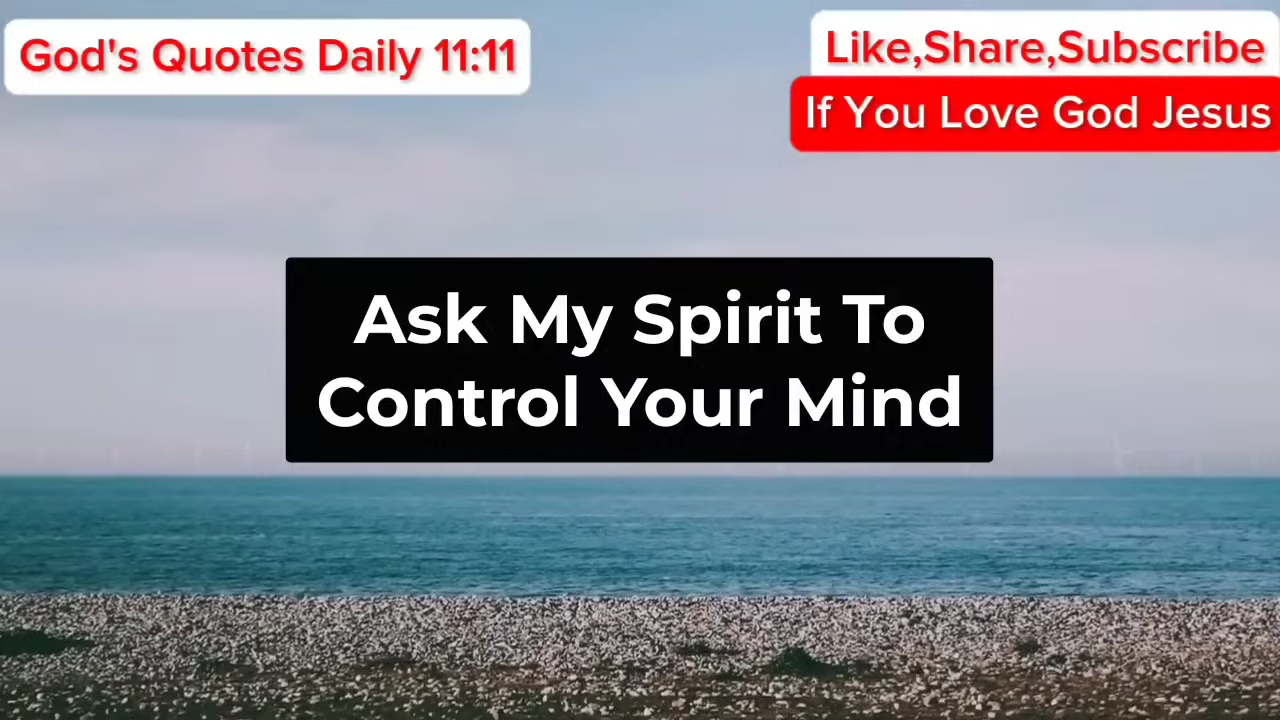 God's Quotes Daily 11:11
Like,Share,Subscribe
If You Love God Jesus
Ask My Spirit To
Control Your Mind